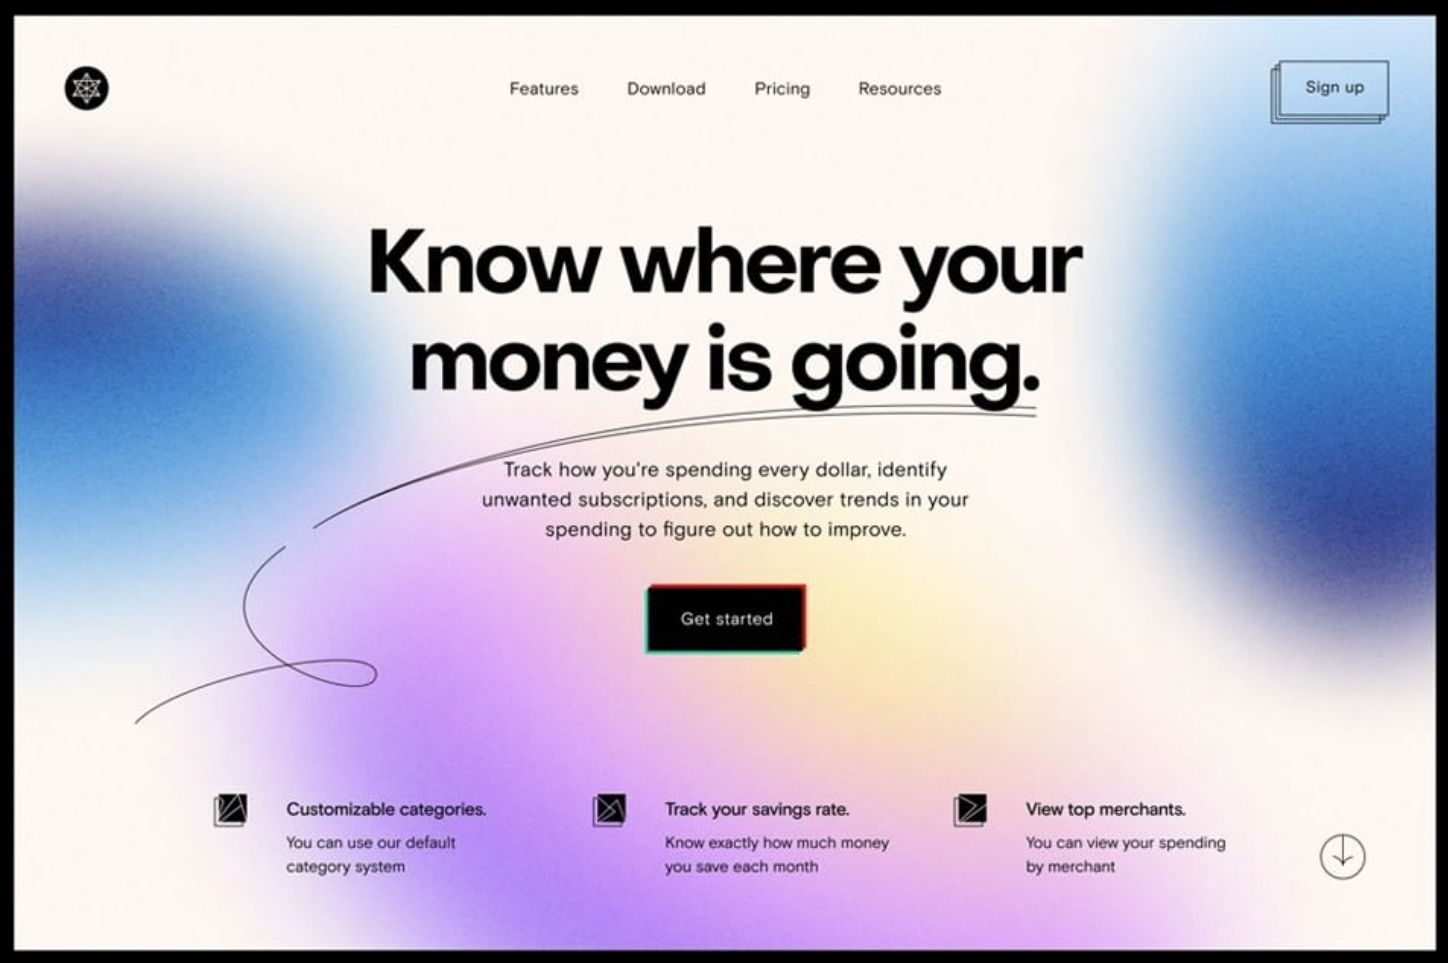 Features
Download
Pricing
Resources
Sign up
Know where your
money is going.
Track how you're spending every dollar, identify
unwanted subscriptions, and discover trends in your
spending to figure out how to improve.
Get started
Customizable categories.
You can use our default
category system
Track your savings rate.
Know exactly how much money
you save each month
View top merchants.
You can view your spending
by merchant